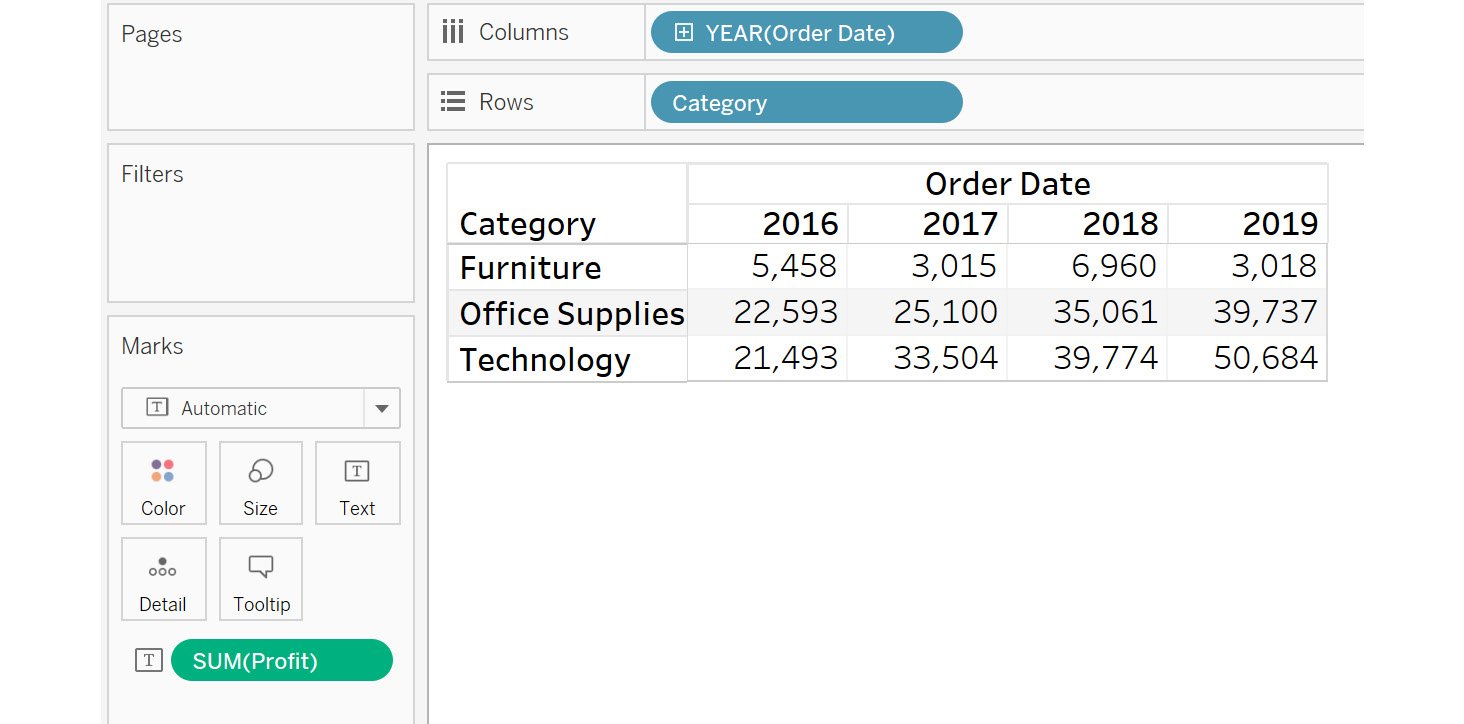 Pages
Columns
YEAR(Order Date)
Rows
Category
Filters
Order Date
Category 2016 2017 2018 2019
Furniture 5,458 3,015 6,960 3,018
Office Supplies 22,593 25,100 35,061 39,737
Technology 21,493 33,504 39,774 50,684
Marks
T Automatic
Color Size T Text
Detail Tooltip
T SUM(Profit)